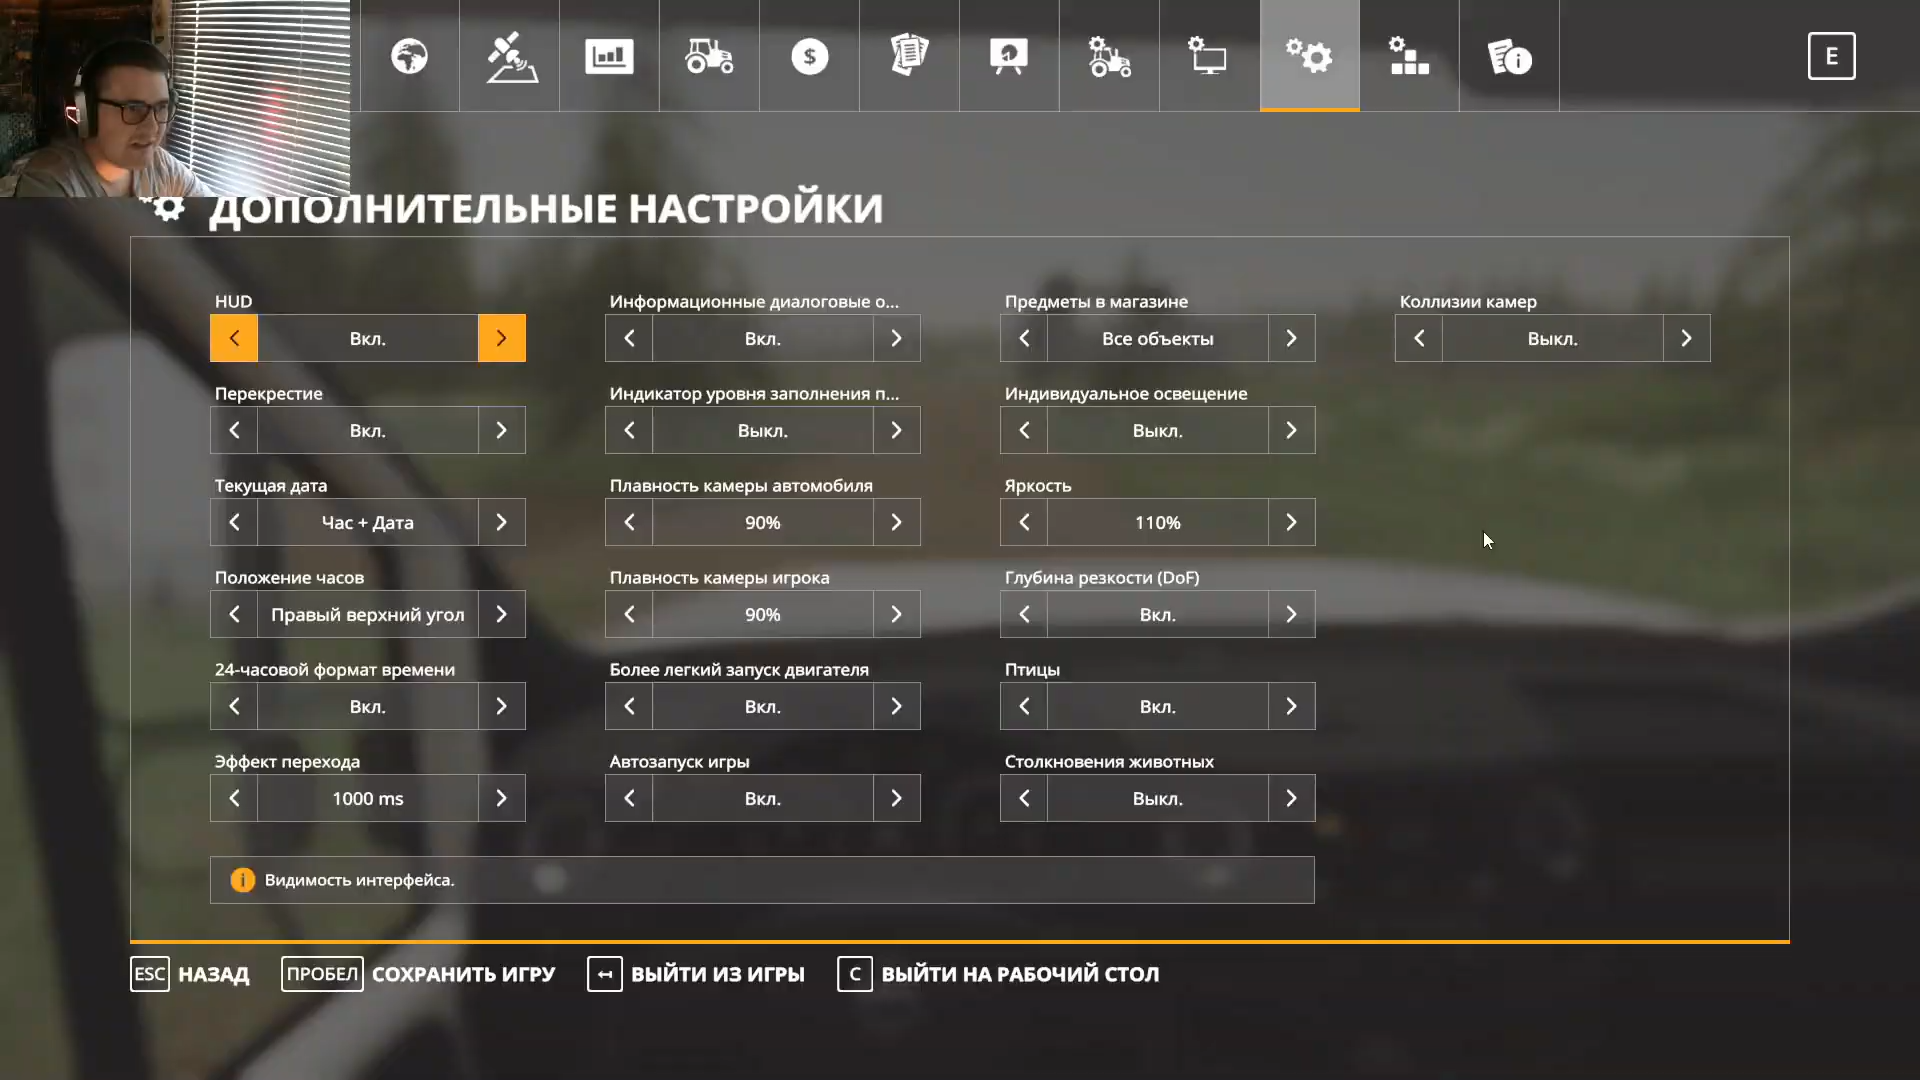 E
ДОПОЛНИТЕЛЬНЫЕ НАСТРОЙКИ
HUD
Вкл.
Перекрестие
Вкл.
Текущая дата
Час + Дата
Положение часов
Правый верхний угол
24-часовой формат времени
Вкл.
Эффект перехода
1000 ms
Информационные диалоговые о...
Вкл.
Индикатор уровня заполнения п...
Выкл.
Плавность камеры автомобиля
90%
Плавность камеры игрока
90%
Более легкий запуск двигателя
Вкл.
Автозапуск игры
Вкл.
Предметы в магазине
Все объекты
Индивидуальное освещение
Выкл.
Яркость
110%
Глубина резкости (DoF)
Вкл.
Птицы
Вкл.
Столкновения животных
Выкл.
Коллизии камер
Выкл.
Видимость интерфейса.
ESC НАЗАД ПРОБЕЛ СОХРАНИТЬ ИГРУ ВЫЙТИ ИЗ ИГРЫ C ВЫЙТИ НА РАБОЧИЙ СТОЛ